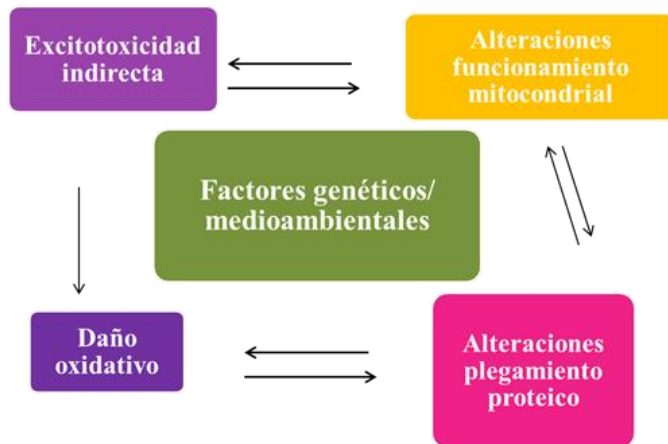 Excitotoxicidad
indirecta
Alteraciones
funcionamiento
mitocondrial
Factores genéticos/
medioambientales
Daño
oxidativo
Alteraciones
plegamiento
proteico